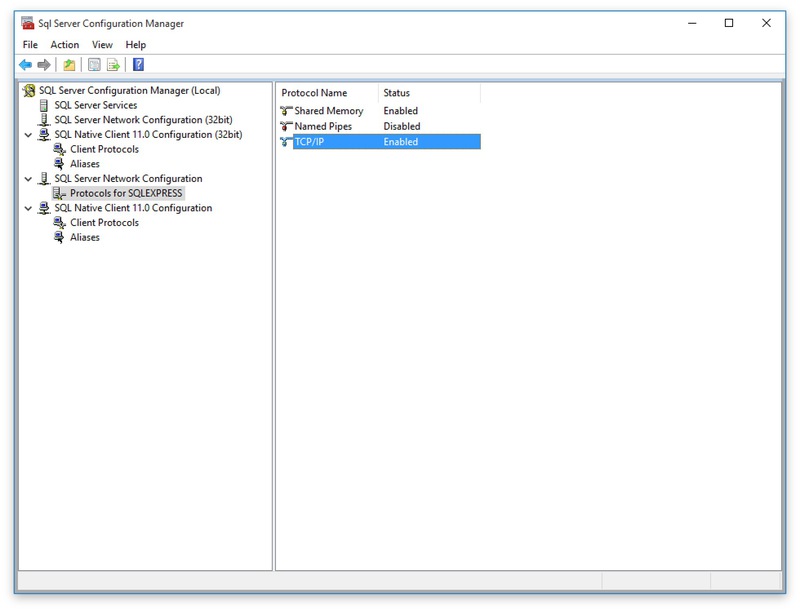 Sql Server Configuration Manager
File Action View Help
SQL Server Configuration Manager (Local)
SQL Server Services
SQL Server Network Configuration (32bit)
SQL Native Client 11.0 Configuration (32bit)
Client Protocols
Aliases
SQL Server Network Configuration
Protocols for SQLEXPRESS
SQL Native Client 11.0 Configuration
Client Protocols
Aliases
Protocol Name Status
Shared Memory Enabled
Named Pipes Disabled
TCP/IP Enabled